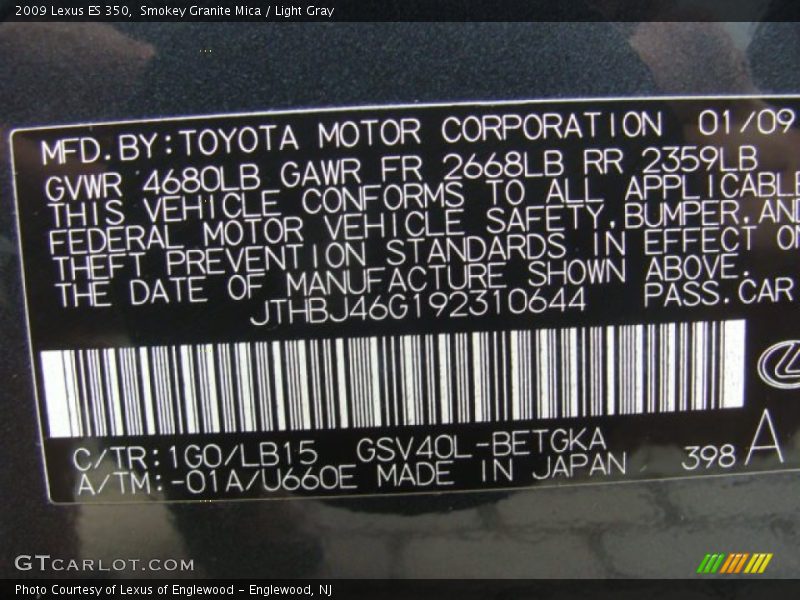 2009 Lexus ES 350, Smokey Granite Mica / Light Gray
MFD.BY:TOYOTA MOTOR CORPORATION 01/09
GVWR 4680LB GAWR FR 2668LB RR 2359LB
THIS VEHICLE CONFORMS TO ALL APPLICABLE
FEDERAL MOTOR VEHICLE SAFETY,BUMPER,AND
THEFT PREVENTION STANDARDS IN EFFECT ON
THE DATE OF MANUFACTURE SHOWN ABOVE.
JTHBJ46G192310644 PASS.CAR
C/TR:1G0/LB15 GSV40L-BETGKA
A/TM:-01A/U660E MADE IN JAPAN 398 A
GTCARLOT.COM
Photo Courtesy of Lexus of Englewood - Englewood, NJ